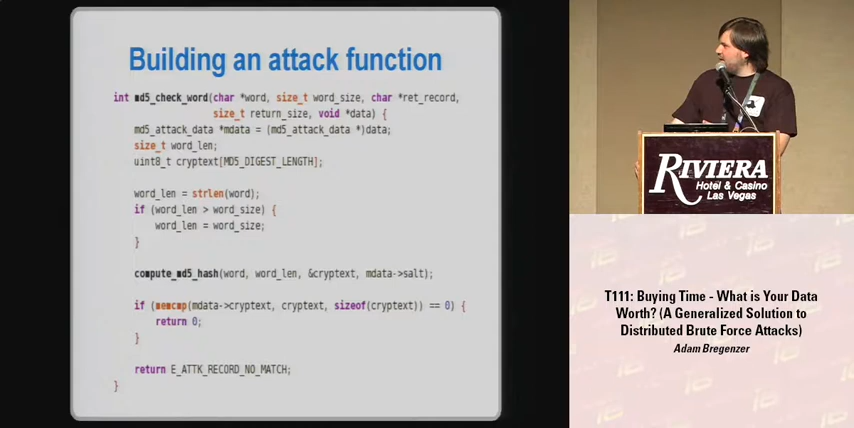 Building an attack function
int md5_check_word(char *word, size_t word_size, char *ret_record,
size_t return_size, void *data) {
md5_attack_data *mdata = (md5_attack_data *)data;
size_t word_len;
uint8_t cryptext[MD5_DIGEST_LENGTH];
word_len = strlen(word);
if (word_len > word_size) {
word_len = word_size;
}
compute_md5_hash(word, word_len, &cryptext, mdata->salt);
if (memcmp(mdata->cryptext, cryptext, sizeof(cryptext)) == 0) {
return 0;
}
return E_ATTK_RECORD_NO_MATCH;
}
RIVIERA
Hotel & Casino
Las Vegas
T111: Buying Time - What is Your Data
Worth? (A Generalized Solution to
Distributed Brute Force Attacks)
Adam Bregenzer